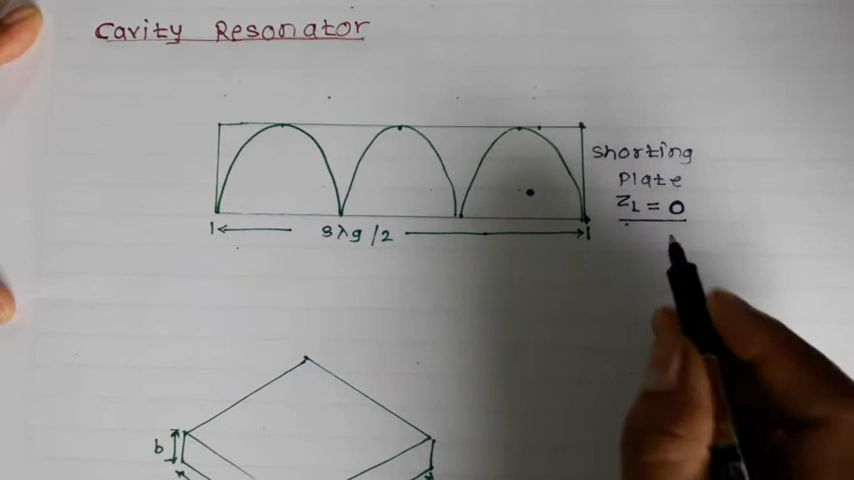 Cavity Resonator
Shorting
Plate
ZL = 0
3λg/2
b